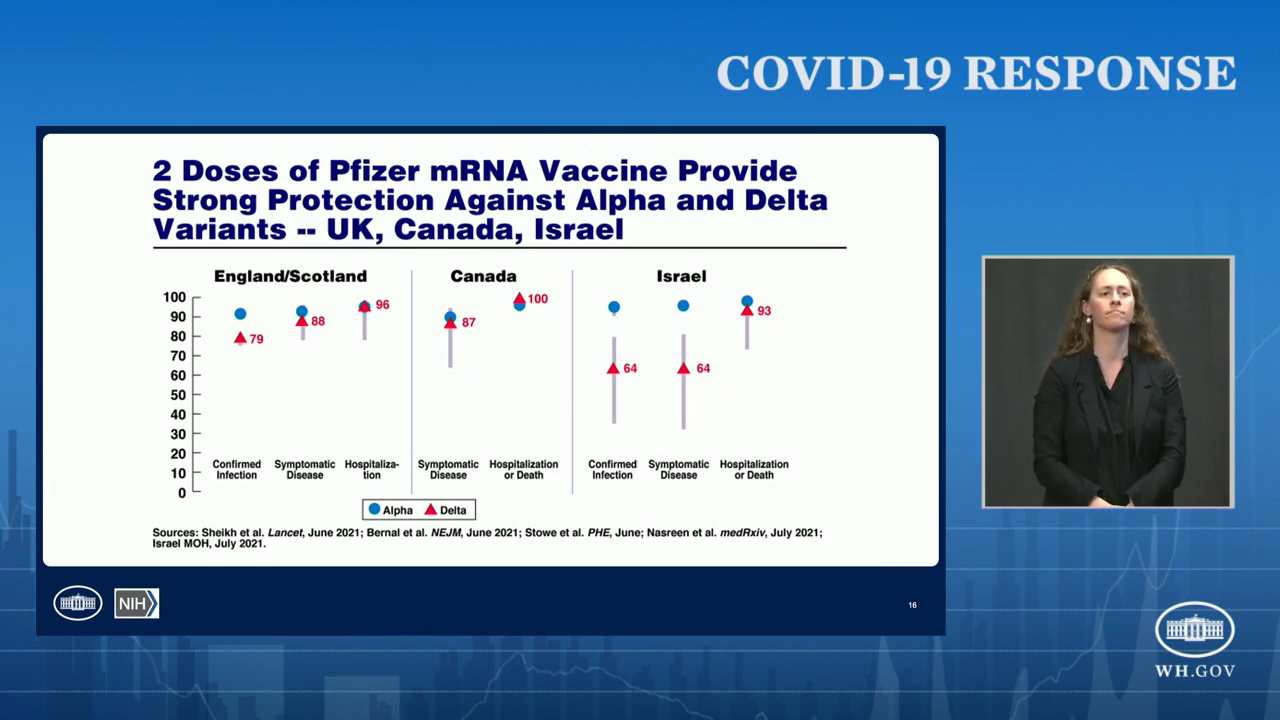 COVID-19 RESPONSE
2 Doses of Pfizer mRNA Vaccine Provide
Strong Protection Against Alpha and Delta
Variants -- UK, Canada, Israel
England/Scotland
Canada
Israel
100
90
80
70
60
50
40
30
20
10
0
79
88
96
87
100
64
64
93
Confirmed
Infection
Symptomatic
Disease
Hospitaliza-
tion
Symptomatic
Disease
Hospitalization
or Death
Confirmed
Infection
Symptomatic
Disease
Hospitalization
or Death
Alpha
Delta
Sources: Sheikh et al. Lancet, June 2021; Bernal et al. NEJM, June 2021; Stowe et al. PHE, June; Nasreen et al. medRxiv, July 2021;
Israel MOH, July 2021.
NIH
16
WH.GOV